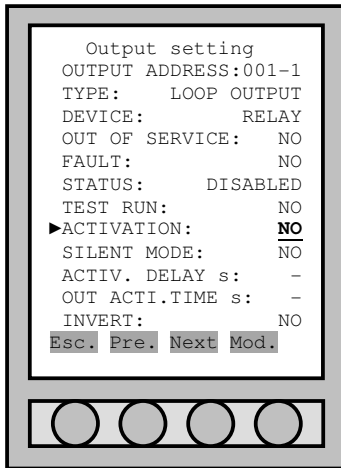 Output setting
OUTPUT ADDRESS:001-1
TYPE: LOOP OUTPUT
DEVICE: RELAY
OUT OF SERVICE: NO
FAULT: NO
STATUS: DISABLED
TEST RUN: NO
►ACTIVATION: NO
SILENT MODE: NO
ACTIV. DELAY s: -
OUT ACTI.TIME s: -
INVERT: NO
Esc. Pre. Next Mod.